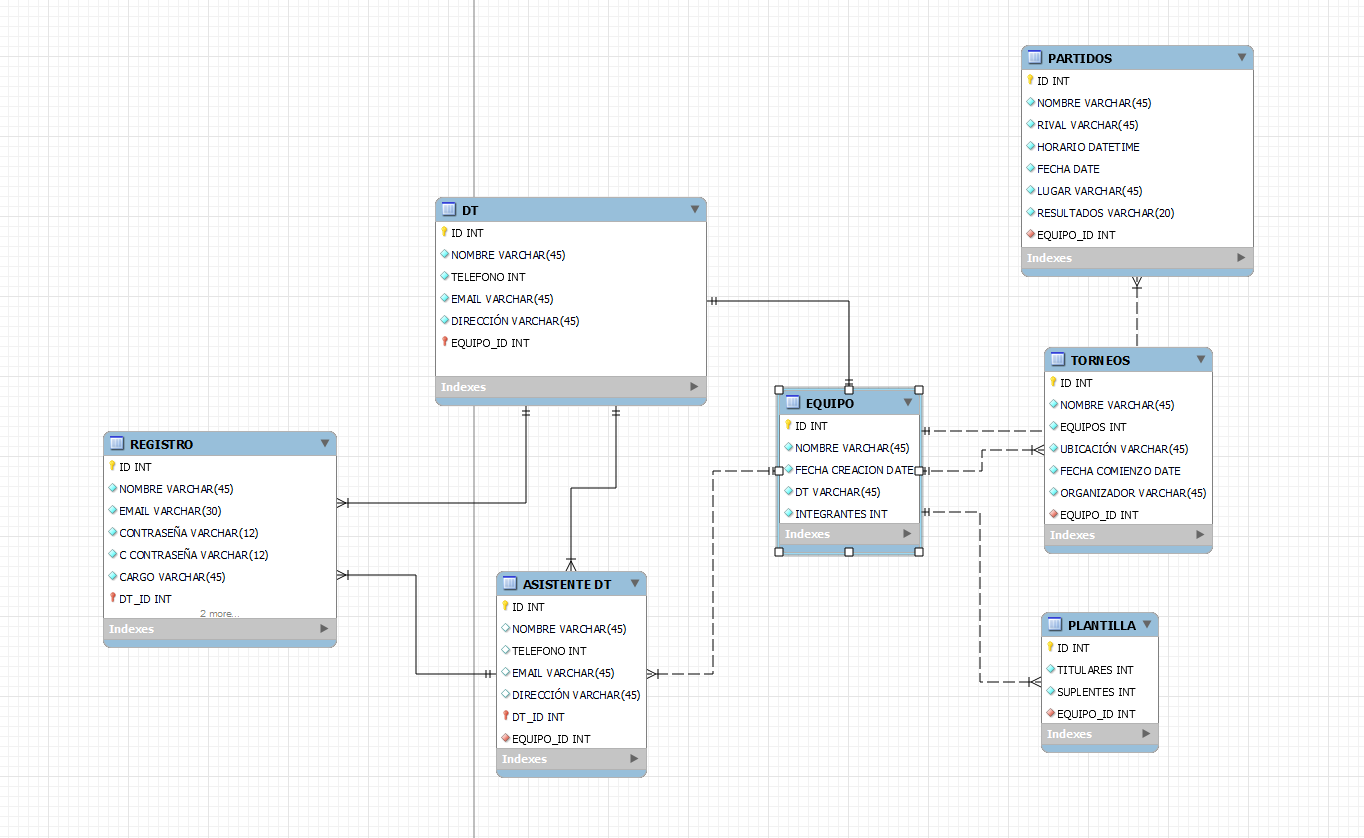 PARTIDOS
ID INT
NOMBRE VARCHAR(45)
RIVAL VARCHAR(45)
HORARIO DATETIME
FECHA DATE
LUGAR VARCHAR(45)
RESULTADOS VARCHAR(20)
EQUIPO_ID INT
Indexes
DT
ID INT
NOMBRE VARCHAR(45)
TELEFONO INT
EMAIL VARCHAR(45)
DIRECCIÓN VARCHAR(45)
EQUIPO_ID INT
Indexes
TORNEOS
ID INT
NOMBRE VARCHAR(45)
EQUIPOS INT
UBICACIÓN VARCHAR(45)
FECHA COMIENZO DATE
ORGANIZADOR VARCHAR(45)
EQUIPO_ID INT
Indexes
EQUIPO
ID INT
NOMBRE VARCHAR(45)
FECHA CREACION DATE
DT VARCHAR(45)
INTEGRANTES INT
Indexes
REGISTRO
ID INT
NOMBRE VARCHAR(45)
EMAIL VARCHAR(30)
CONTRASEÑA VARCHAR(12)
C CONTRASEÑA VARCHAR(12)
CARGO VARCHAR(45)
DT_ID INT
2 more...
Indexes
ASISTENTE DT
ID INT
NOMBRE VARCHAR(45)
TELEFONO INT
EMAIL VARCHAR(45)
DIRECCIÓN VARCHAR(45)
DT_ID INT
EQUIPO_ID INT
Indexes
PLANTILLA
ID INT
TITULARES INT
SUPLENTES INT
EQUIPO_ID INT
Indexes